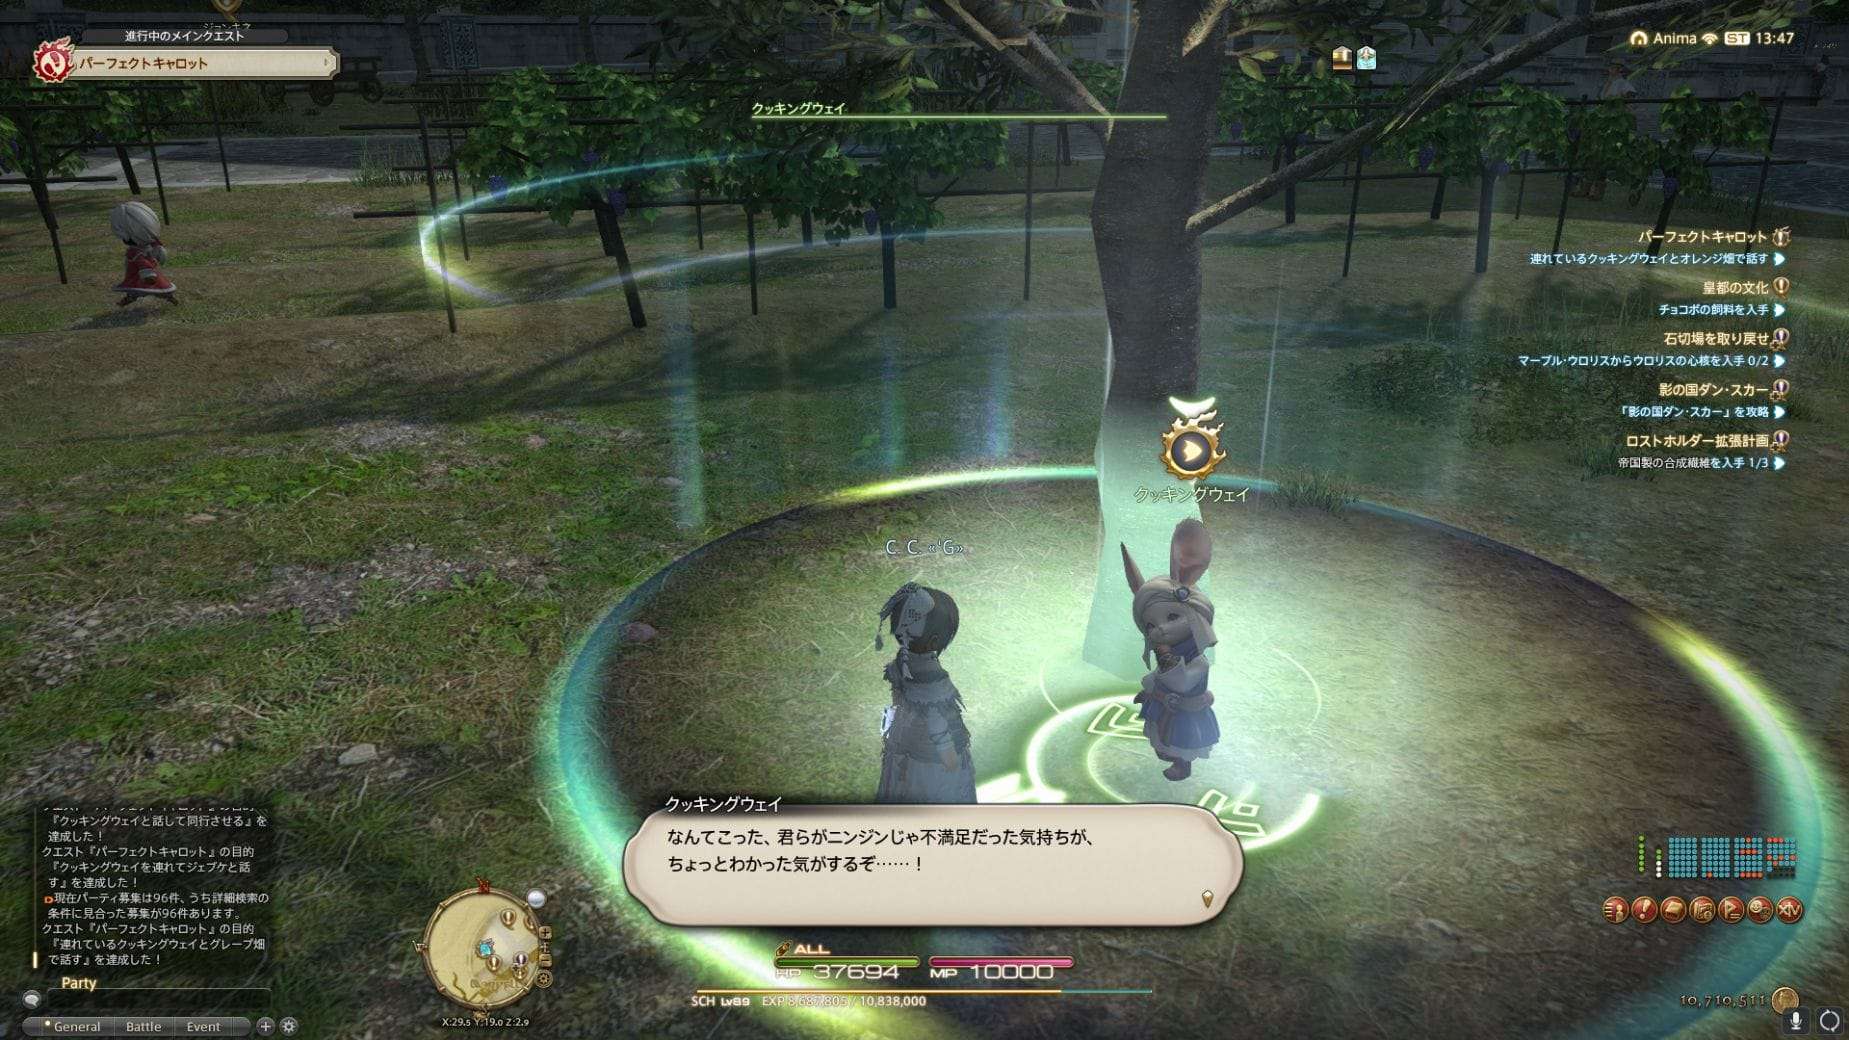 進行中のメインクエスト
パーフェクトキャロット
Anima ST 13:47
クッキングウェイ
パーフェクトキャロット
連れているクッキングウェイとオレンジ畑で話す
皇都の文化
チョコボの飼料を入手
石切場を取り戻せ
マーブル・ウロリスからウロリスの心核を入手 0/2
影の国ダン・スカー
「影の国ダン・スカー」を攻略
ロストホルダー拡張計画
帝国製の合成繊維を入手 1/3
クッキングウェイ
C. C. «'G»
クッキングウェイ
なんてこった、君らがニンジンじゃ不満足だった気持ちが、
ちょっとわかった気がするぞ……！
『クッキングウェイと話して同行させる』を
達成した！
クエスト『パーフェクトキャロット』の目的
『クッキングウェイを連れてジェブケと話
す』を達成した！
現在パーティ募集は96件、うち詳細検索の
条件に見合った募集が96件あります。
クエスト『パーフェクトキャロット』の目的
『連れているクッキングウェイとグレープ畑
で話す』を達成した！
Party
General Battle Event
X:29.5 Y:19.0 Z:2.9
ALL
HP 37694 MP 10000
SCH Lv89 EXP 8,687,805 / 10,838,000
10,710,511
XIV